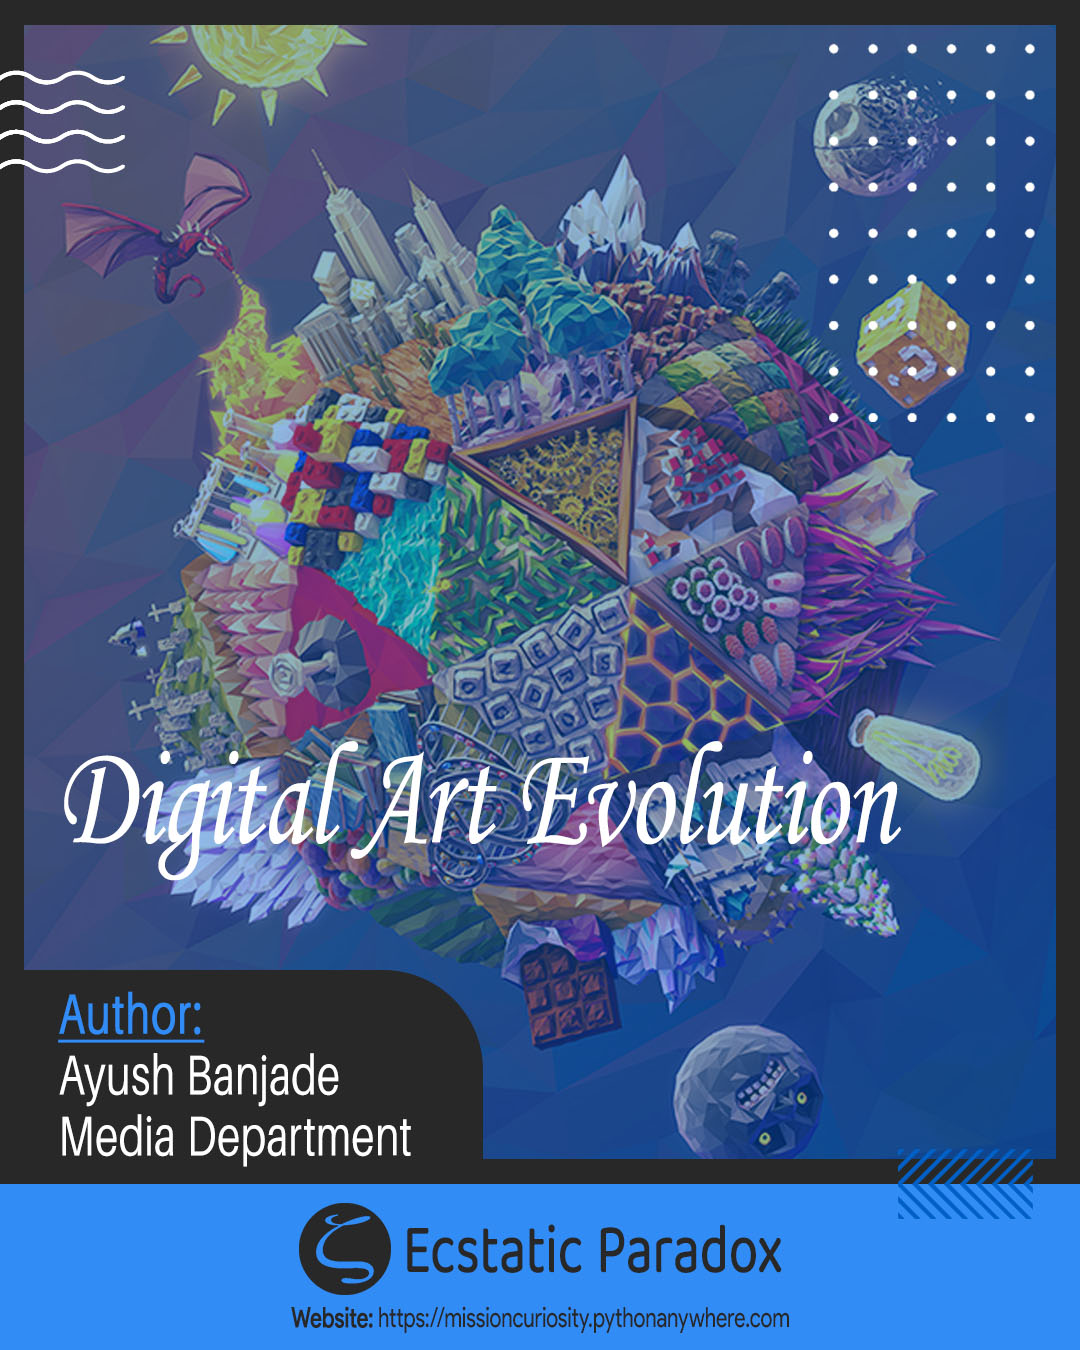 Digital Art Evolution
Author:
Ayush Banjade
Media Department
Ecstatic Paradox
Website: https://missioncuriosity.pythonanywhere.com